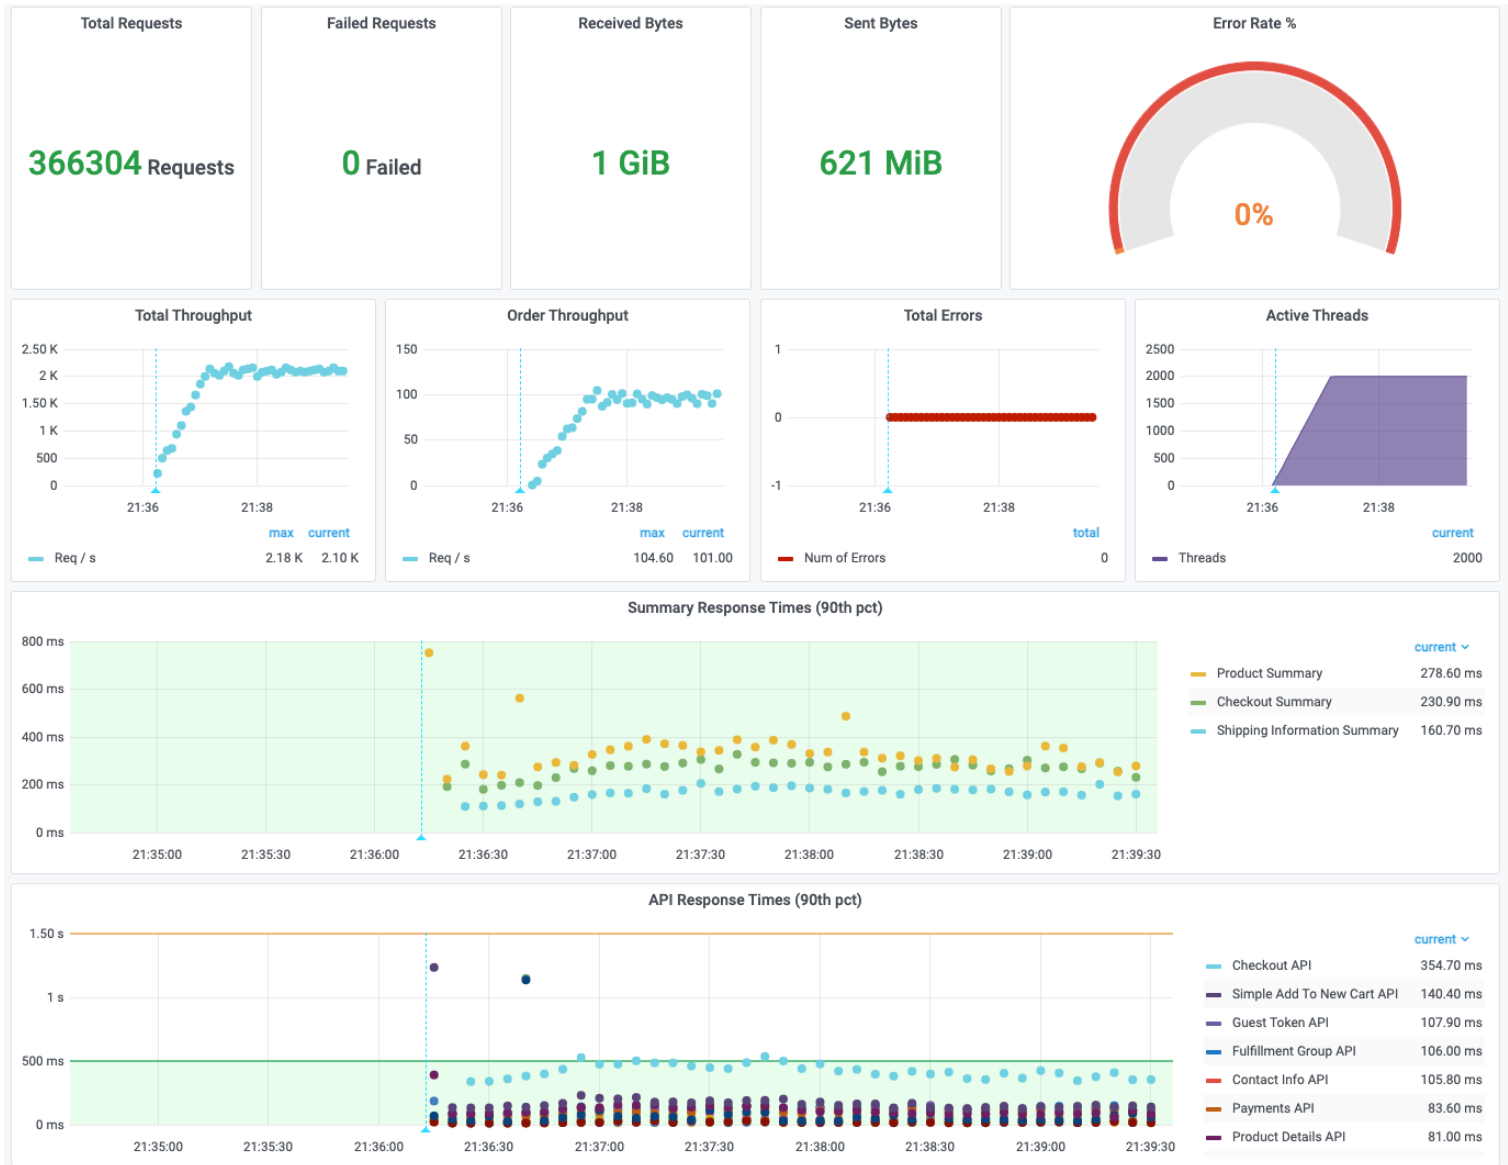 Total Requests
Failed Requests
Received Bytes
Sent Bytes
Error Rate %
366304 Requests
0 Failed
1 GiB
621 MiB
0%
Total Throughput
2.50 K
2 K
1.50 K
1 K
500
0
21:36
21:38
max current
Req / s 2.18 K 2.10 K
Order Throughput
150
100
50
0
21:36
21:38
max current
Req / s 104.60 101.00
Total Errors
1
0
-1
21:36
21:38
total
Num of Errors 0
Active Threads
2500
2000
1500
1000
500
0
21:36
21:38
current
Threads 2000
Summary Response Times (90th pct)
800 ms
600 ms
400 ms
200 ms
0 ms
21:35:00 21:35:30 21:36:00 21:36:30 21:37:00 21:37:30 21:38:00 21:38:30 21:39:00 21:39:30
current
Product Summary 278.60 ms
Checkout Summary 230.90 ms
Shipping Information Summary 160.70 ms
API Response Times (90th pct)
1.50 s
1 s
500 ms
0 ms
21:35:00 21:35:30 21:36:00 21:36:30 21:37:00 21:37:30 21:38:00 21:38:30 21:39:00 21:39:30
current
Checkout API 354.70 ms
Simple Add To New Cart API 140.40 ms
Guest Token API 107.90 ms
Fulfillment Group API 106.00 ms
Contact Info API 105.80 ms
Payments API 83.60 ms
Product Details API 81.00 ms